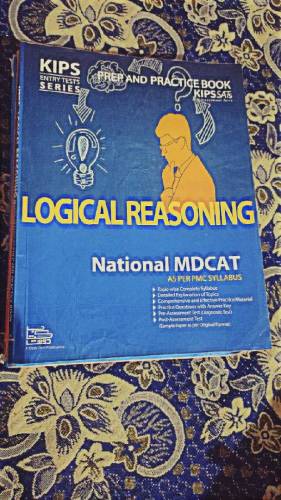 KIPS
ENTRY TESTS
SERIES
PREP AND PRACTICE BOOK
KIPS
LOGICAL REASONING
National MDCAT
AS PER PMC SYLLABUS
Topic-wise Complete Syllabus
Detailed Explanation of Topics
Comprehensive and Effective Practice Material
Practice Questions with Answer Key
Pre-Assessment Test (Diagnostic Test)
Post-Assessment Test
(Sample Paper as per Original Format)